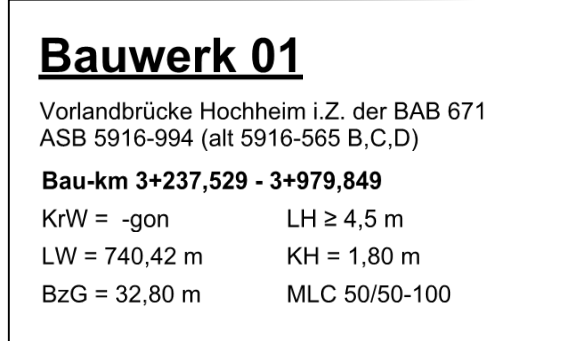 Bauwerk 01
Vorlandbrücke Hochheim i.Z. der BAB 671
ASB 5916-994 (alt 5916-565 B,C,D)
Bau-km 3+237,529 - 3+979,849
KrW = -gon LH ≥ 4,5 m
LW = 740,42 m KH = 1,80 m
BzG = 32,80 m MLC 50/50-100